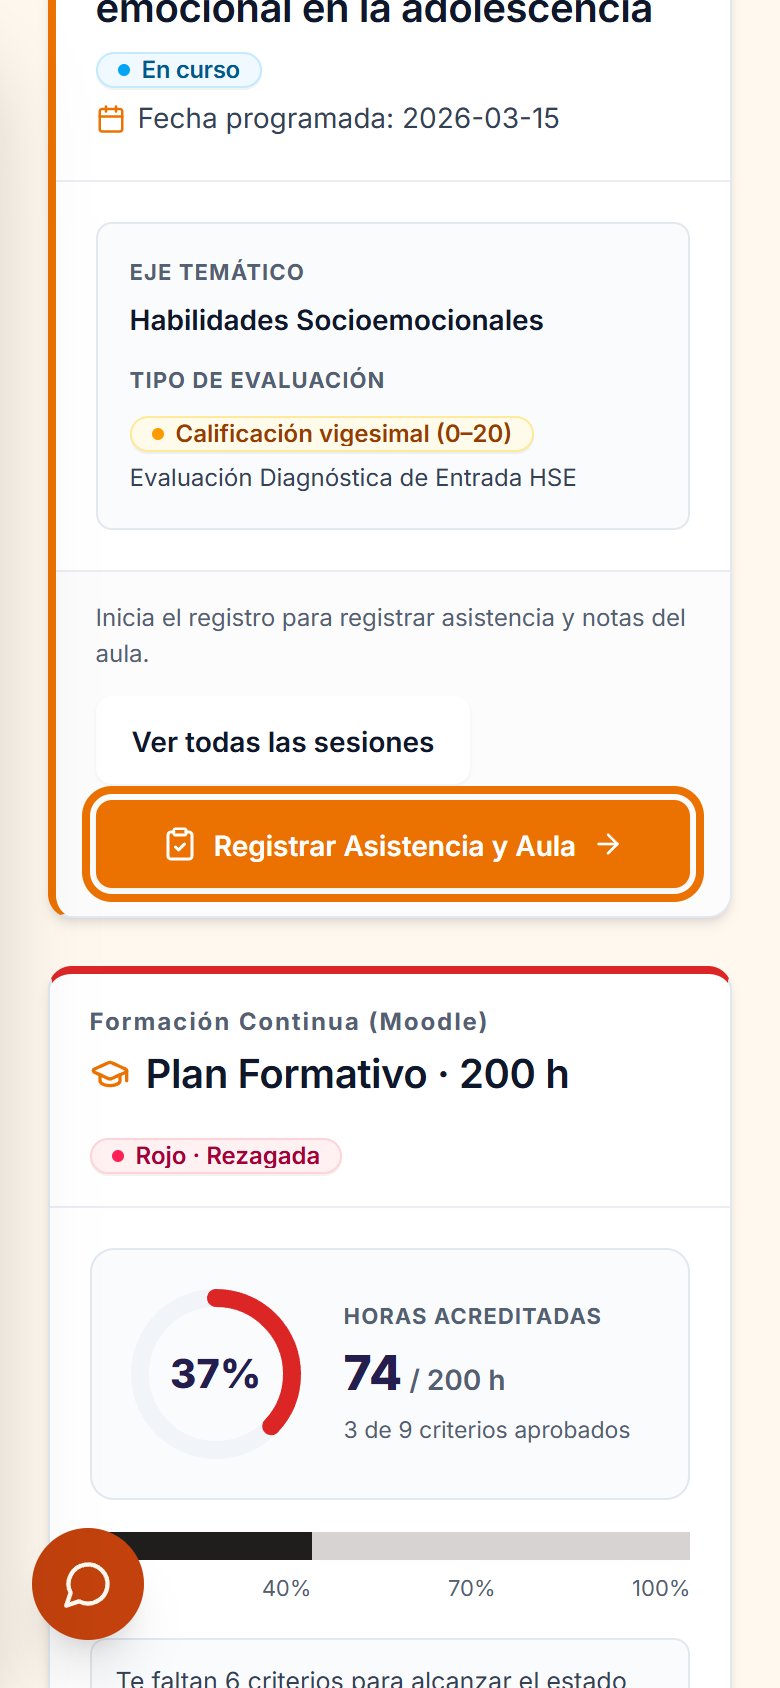 emocional en la adolescencia
En curso
Fecha programada: 2026-03-15
EJE TEMÁTICO
Habilidades Socioemocionales
TIPO DE EVALUACIÓN
Calificación vigesimal (0–20)
Evaluación Diagnóstica de Entrada HSE
Inicia el registro para registrar asistencia y notas del
aula.
Ver todas las sesiones
Registrar Asistencia y Aula →
Formación Continua (Moodle)
Plan Formativo · 200 h
Rojo · Rezagada
37%
HORAS ACREDITADAS
74 / 200 h
3 de 9 criterios aprobados
40% 70% 100%
Te faltan 6 criterios para alcanzar el estado